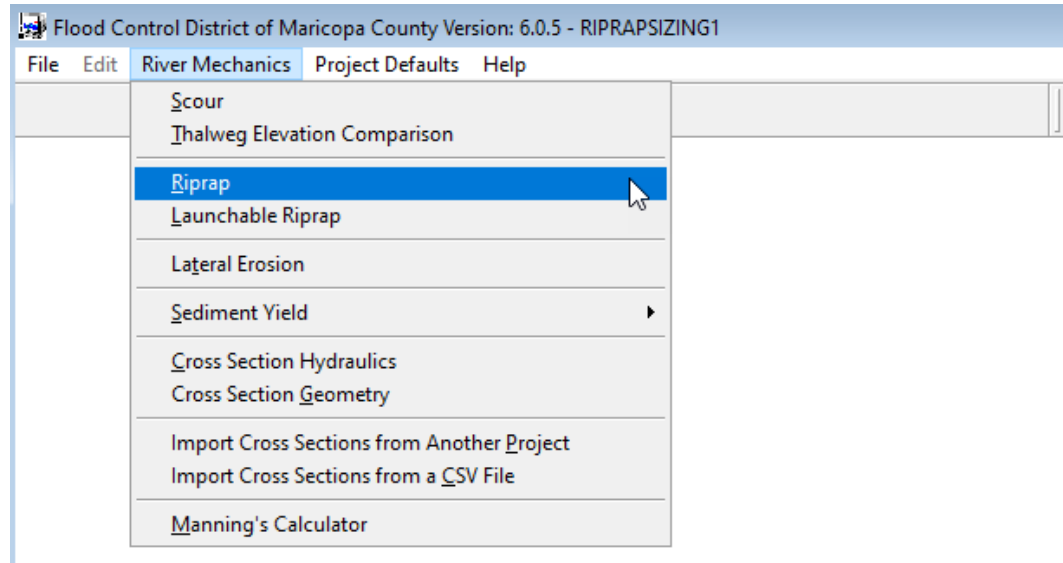 Flood Control District of Maricopa County Version: 6.0.5 - RIPRAPSIZING1
File Edit River Mechanics Project Defaults Help
Scour
Thalweg Elevation Comparison
Riprap
Launchable Riprap
Lateral Erosion
Sediment Yield
Cross Section Hydraulics
Cross Section Geometry
Import Cross Sections from Another Project
Import Cross Sections from a CSV File
Manning's Calculator